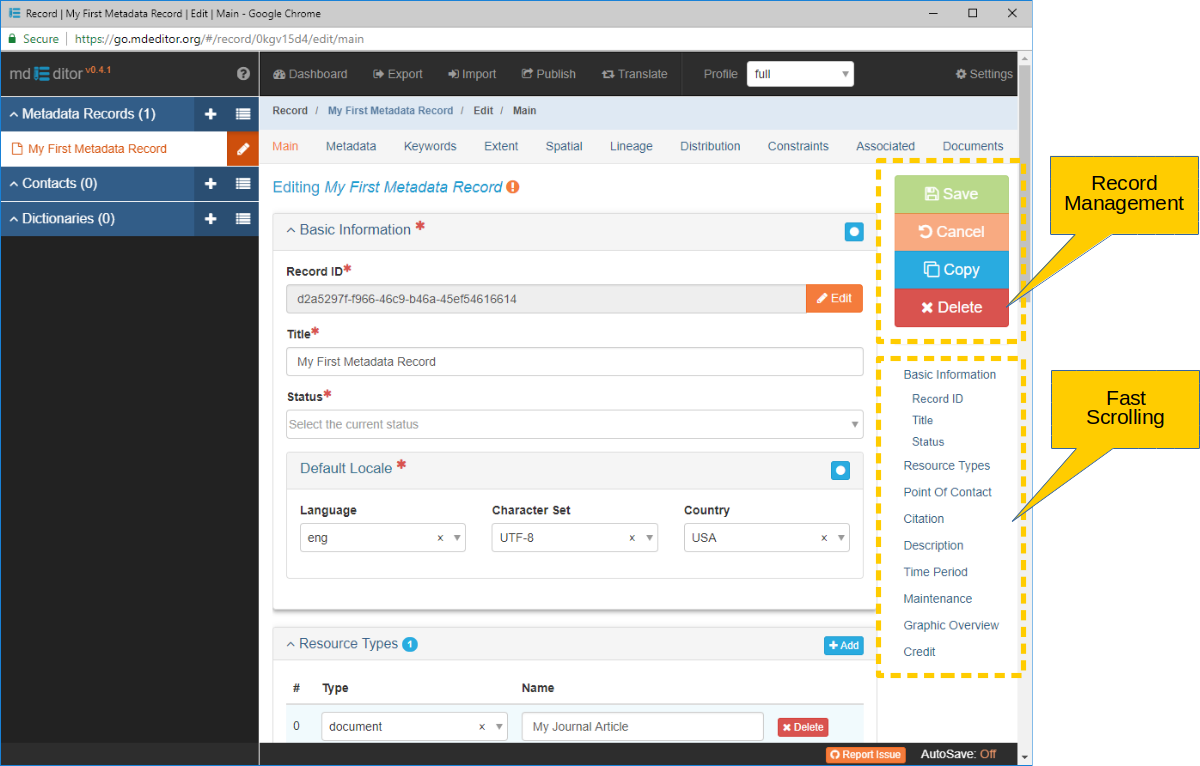 Record | My First Metadata Record | Edit | Main - Google Chrome
Secure | https://go.mdeditor.org/#/record/0kgv15d4/edit/main
md Editor v0.4.1
Dashboard Export Import Publish Translate Profile full Settings
Metadata Records (1)
My First Metadata Record
Contacts (0)
Dictionaries (0)
Record / My First Metadata Record / Edit / Main
Main Metadata Keywords Extent Spatial Lineage Distribution Constraints Associated Documents
Editing My First Metadata Record
Basic Information *
Record ID*
d2a5297f-f966-46c9-b46a-45ef54616614 Edit
Title*
My First Metadata Record
Status*
Select the current status
Default Locale *
Language Character Set Country
eng × UTF-8 × USA ×
Resource Types 1 Add
# Type Name
0 document × My Journal Article Delete
Save
Cancel
Copy
Delete
Basic Information
Record ID
Title
Status
Resource Types
Point Of Contact
Citation
Description
Time Period
Maintenance
Graphic Overview
Credit
Record
Management
Fast
Scrolling
Report Issue AutoSave: Off